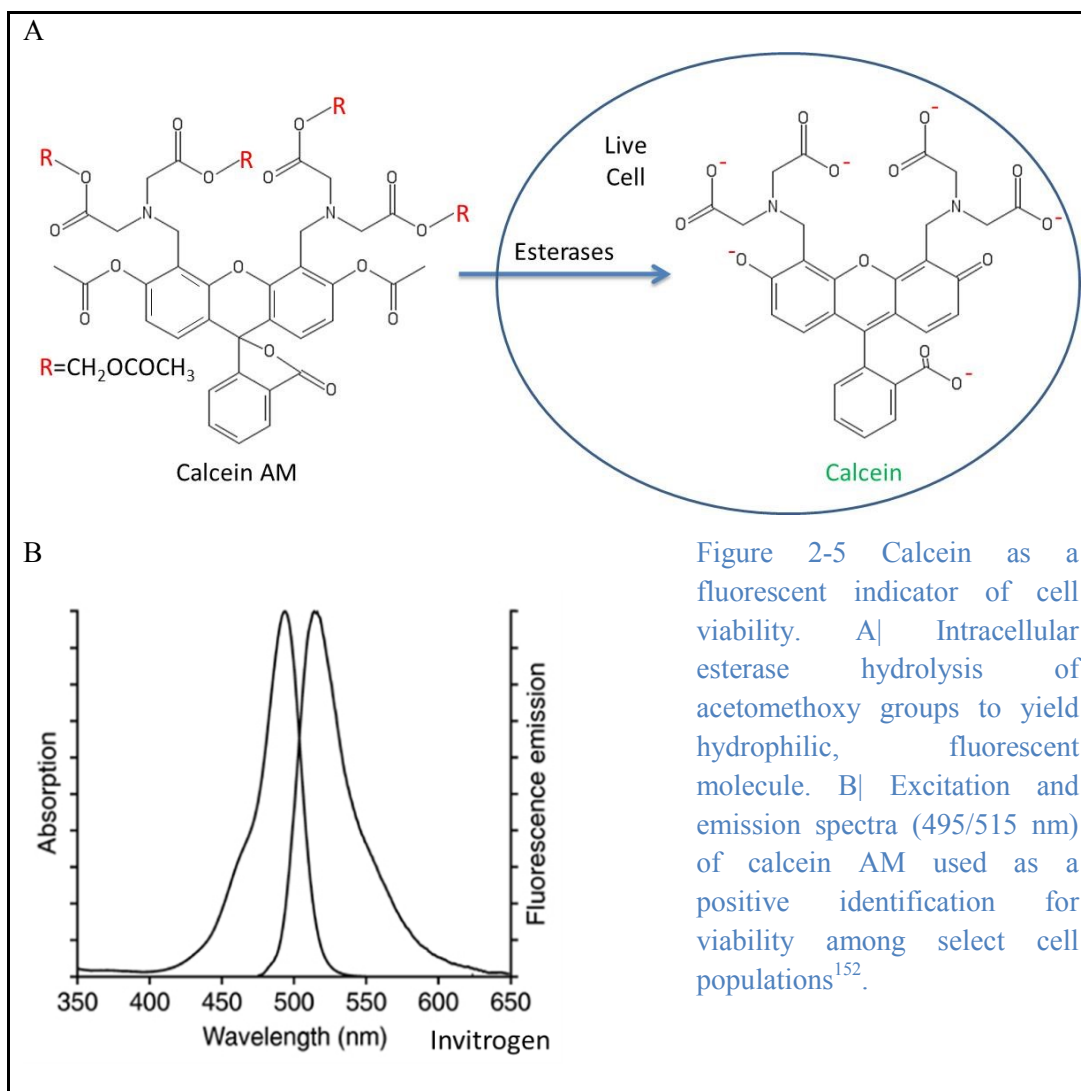 A
R
O
O
R
O
R
O
O
O
O
O
O
R
N
N
O
O
O
O
O
O
O
R=CH₂OCOCH₃
O
O
Calcein AM
Esterases
Live
Cell
O
O-
O-
O
O-
O
O
O-
N
N
-O
O
O
O
O-
Calcein
B
Absorption
Fluorescence emission
350 400 450 500 550 600 650
Wavelength (nm)
Invitrogen
Figure 2-5 Calcein as a
fluorescent indicator of cell
viability. A| Intracellular
esterase hydrolysis of
acetomethoxy groups to yield
hydrophilic, fluorescent
molecule. B| Excitation and
emission spectra (495/515 nm)
of calcein AM used as a
positive identification for
viability among select cell
populations¹⁵².